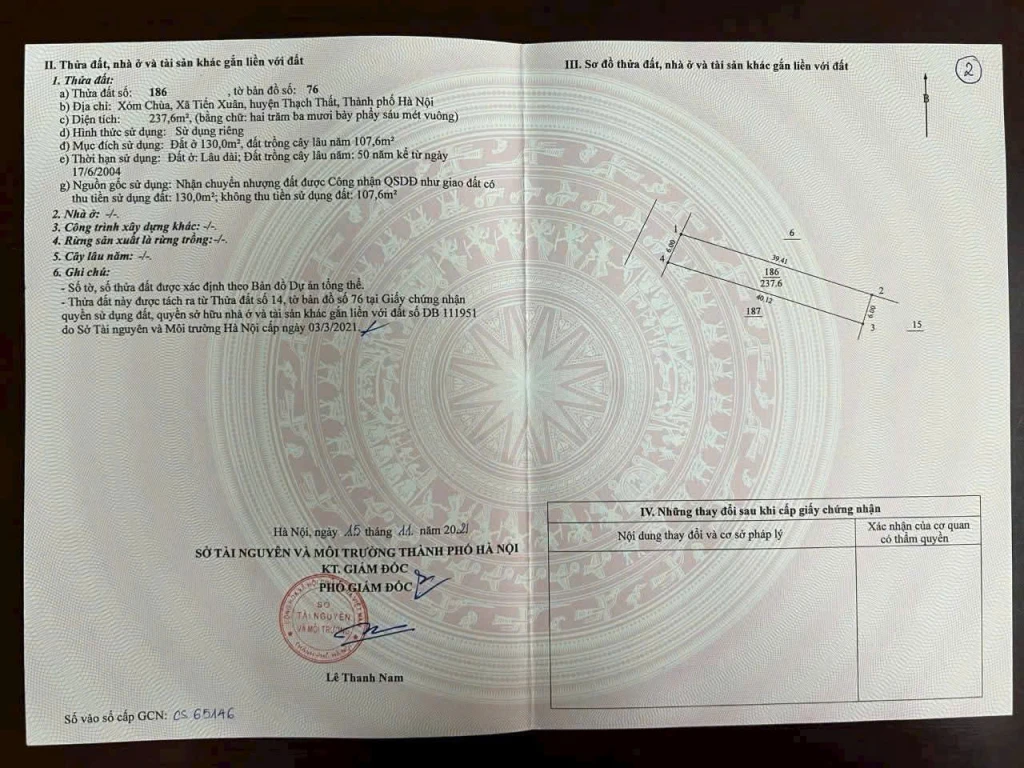 II. Thửa đất, nhà ở và tài sản khác gắn liền với đất
1. Thửa đất:
a) Thửa đất số: 186 , tờ bản đồ số: 76
b) Địa chỉ: Xóm Chùa, Xã Tiến Xuân, huyện Thạch Thất, Thành phố Hà Nội
c) Diện tích: 237,6m², (bằng chữ: hai trăm ba mươi bảy phẩy sáu mét vuông)
d) Hình thức sử dụng: Sử dụng riêng
đ) Mục đích sử dụng: Đất ở 130,0m², đất trồng cây lâu năm 107,6m²
e) Thời hạn sử dụng: Đất ở: Lâu dài; Đất trồng cây lâu năm: 50 năm kể từ ngày
17/6/2004
g) Nguồn gốc sử dụng: Nhận chuyển nhượng đất được Công nhận QSDĐ như giao đất có
thu tiền sử dụng đất: 130,0m²; không thu tiền sử dụng đất: 107,6m²
2. Nhà ở: -/-.
3. Công trình xây dựng khác: -/-.
4. Rừng sản xuất là rừng trồng:-/-.
5. Cây lâu năm: -/-.
6. Ghi chú:
- Số tờ, số thửa đất được xác định theo Bản đồ Dự án tổng thể.
- Thửa đất này được tách ra từ Thửa đất số 14, tờ bản đồ số 76 tại Giấy chứng nhận
quyền sử dụng đất, quyền sở hữu nhà ở và tài sản khác gắn liền với đất số DB 111951
do Sở Tài nguyên và Môi trường Hà Nội cấp ngày 03/3/2021.
Hà Nội, ngày 15 tháng 11 năm 2021
SỞ TÀI NGUYÊN VÀ MÔI TRƯỜNG THÀNH PHỐ HÀ NỘI
KT. GIÁM ĐỐC
PHÓ GIÁM ĐỐC
SỞ
TÀI NGUYÊN
VÀ MÔI TRƯỜNG
Lê Thanh Nam
Số vào sổ cấp GCN: CS 65146
III. Sơ đồ thửa đất, nhà ở và tài sản khác gắn liền với đất
2
B
1
6
6.00
4
39.41
186
237.6
40.12
187
2
6.00
3
15
IV. Những thay đổi sau khi cấp giấy chứng nhận
Nội dung thay đổi và cơ sở pháp lý
Xác nhận của cơ quan
có thẩm quyền